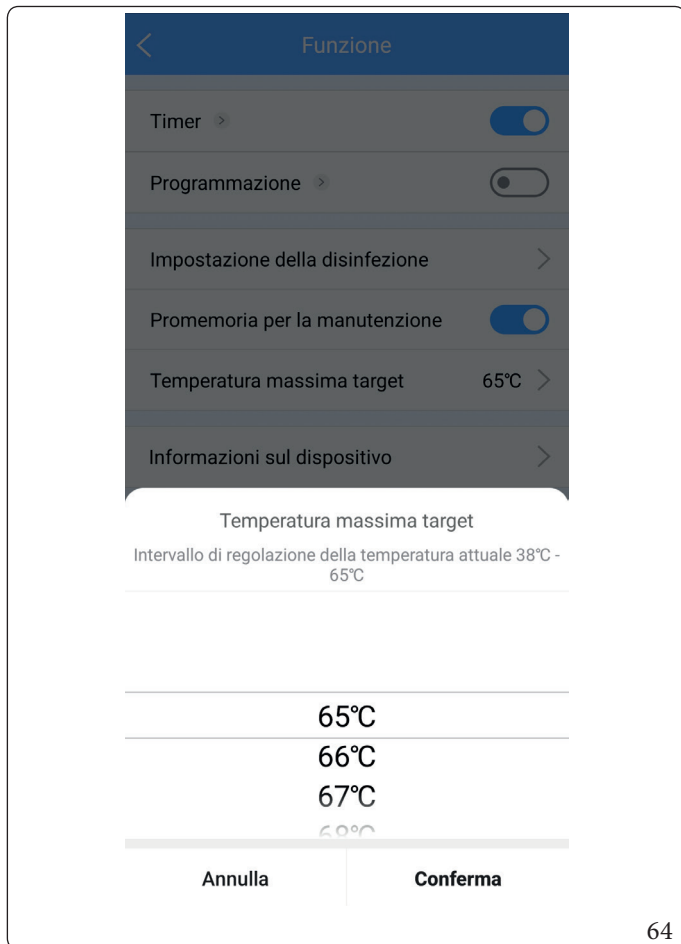 Funzione
Timer
Programmazione
Impostazione della disinfezione
Promemoria per la manutenzione
Temperatura massima target 65℃
Informazioni sul dispositivo
Temperatura massima target
Intervallo di regolazione della temperatura attuale 38℃ -
65℃
65℃
66℃
67℃
68℃
Annulla Conferma
64